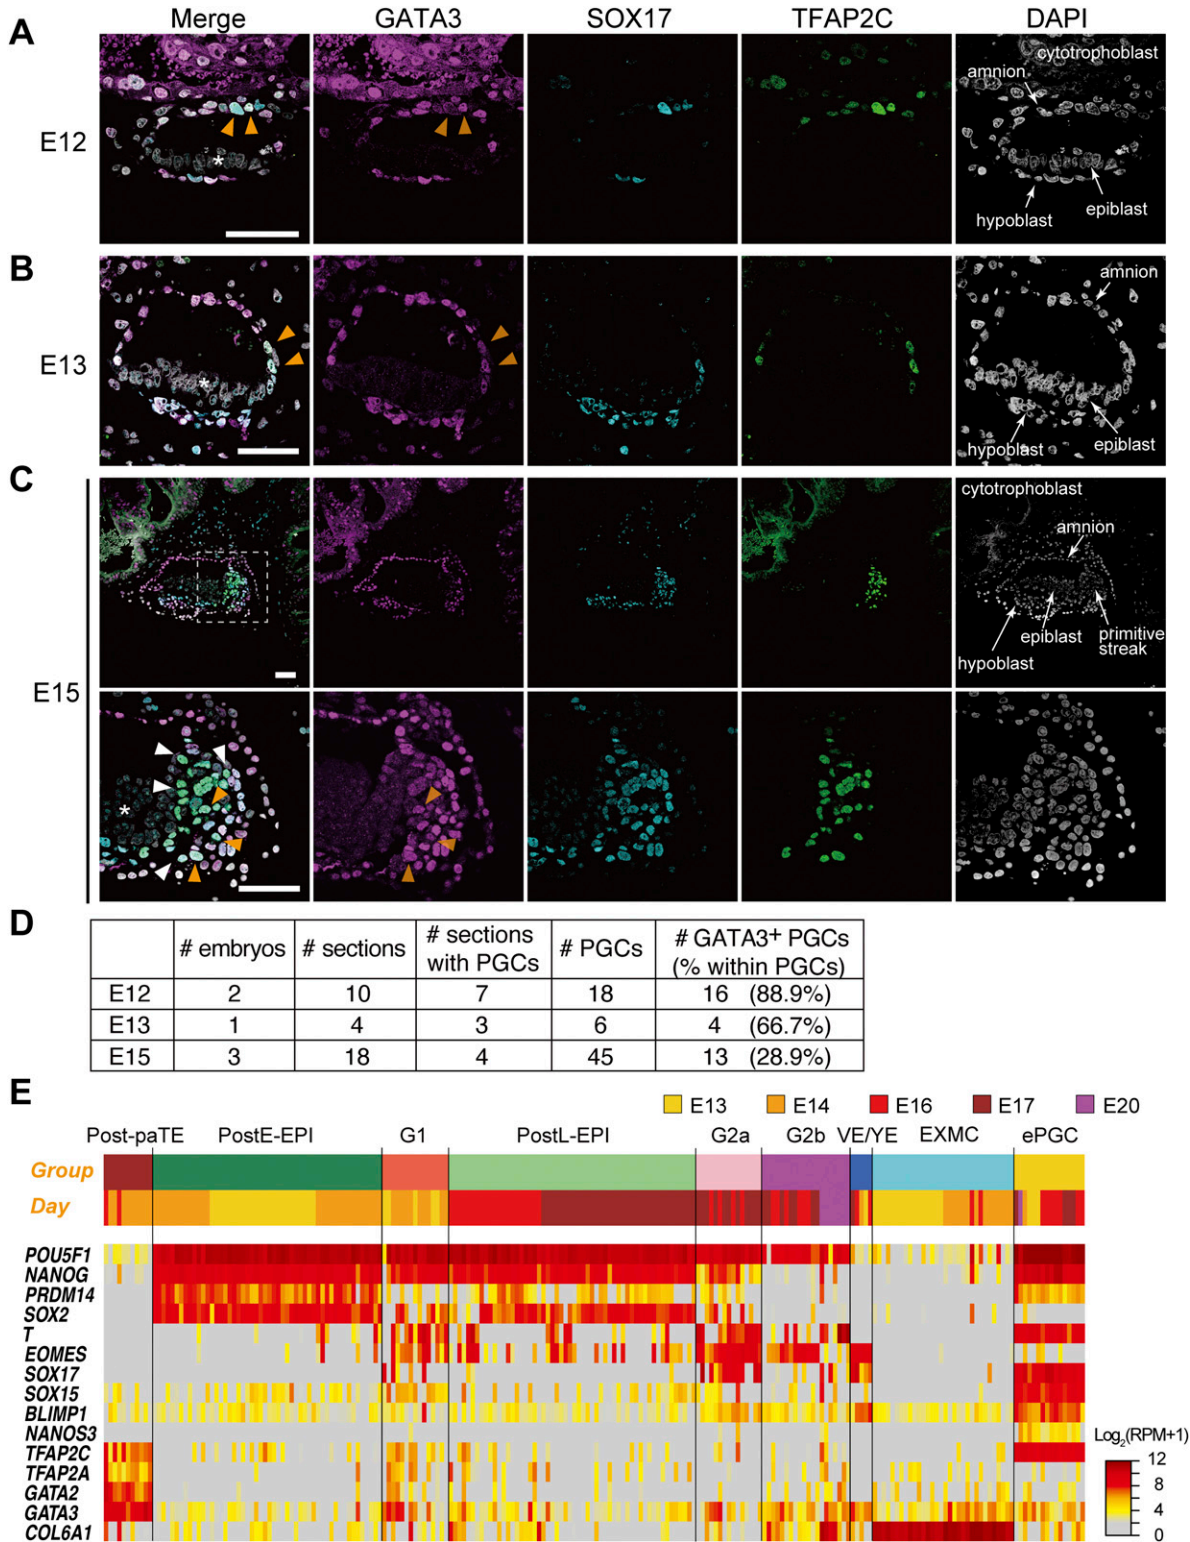 A
Merge GATA3 SOX17 TFAP2C DAPI
E12
cytotrophoblast
amnion
*
hypoblast
epiblast
B
E13
amnion
*
hypoblast
epiblast
C
E15
cytotrophoblast
amnion
epiblast
primitive
streak
hypoblast
*
D
# embryos # sections # sections with PGCs # PGCs # GATA3+ PGCs (% within PGCs)
E12 2 10 7 18 16 (88.9%)
E13 1 4 3 6 4 (66.7%)
E15 3 18 4 45 13 (28.9%)
E
E13 E14 E16 E17 E20
Post-paTE PostE-EPI G1 PostL-EPI G2a G2b VE/YE EXMC ePGC
Group
Day
POU5F1
NANOG
PRDM14
SOX2
T
EOMES
SOX17
SOX15
BLIMP1
NANOS3
TFAP2C
TFAP2A
GATA2
GATA3
COL6A1
Log2(RPM+1)
12
8
4
0